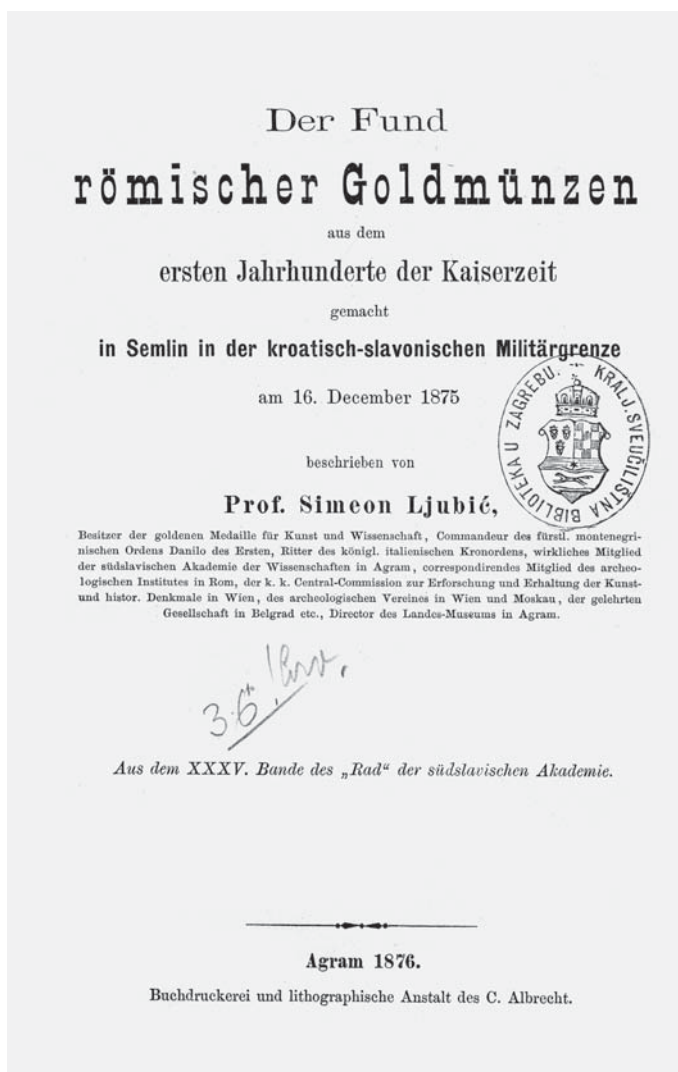 Der Fund
römischer Goldmünzen
aus dem
ersten Jahrhunderte der Kaiserzeit
gemacht
in Semlin in der kroatisch-slavonischen Militärgrenze
am 16. December 1875
KRALJ. SVEUČILIŠTNA BIBLIOTEKA U ZAGREBU.
beschrieben von
Prof. Simeon Ljubić,
Besitzer der goldenen Medaille für Kunst und Wissenschaft, Commandeur des fürstl. montenegri-
nischen Ordens Danilo des Ersten, Ritter des königl. italienischen Kronordens, wirkliches Mitglied
der südslavischen Akademie der Wissenschaften in Agram, correspondirendes Mitglied des archeo-
logischen Institutes in Rom, der k. k. Central-Commission zur Erforschung und Erhaltung der Kunst-
und histor. Denkmale in Wien, des archeologischen Vereines in Wien und Moskau, der gelehrten
Gesellschaft in Belgrad etc., Director des Landes-Museums in Agram.
Aus dem XXXV. Bande des „Rad“ der südslavischen Akademie.
Agram 1876.
Buchdruckerei und lithographische Anstalt des C. Albrecht.